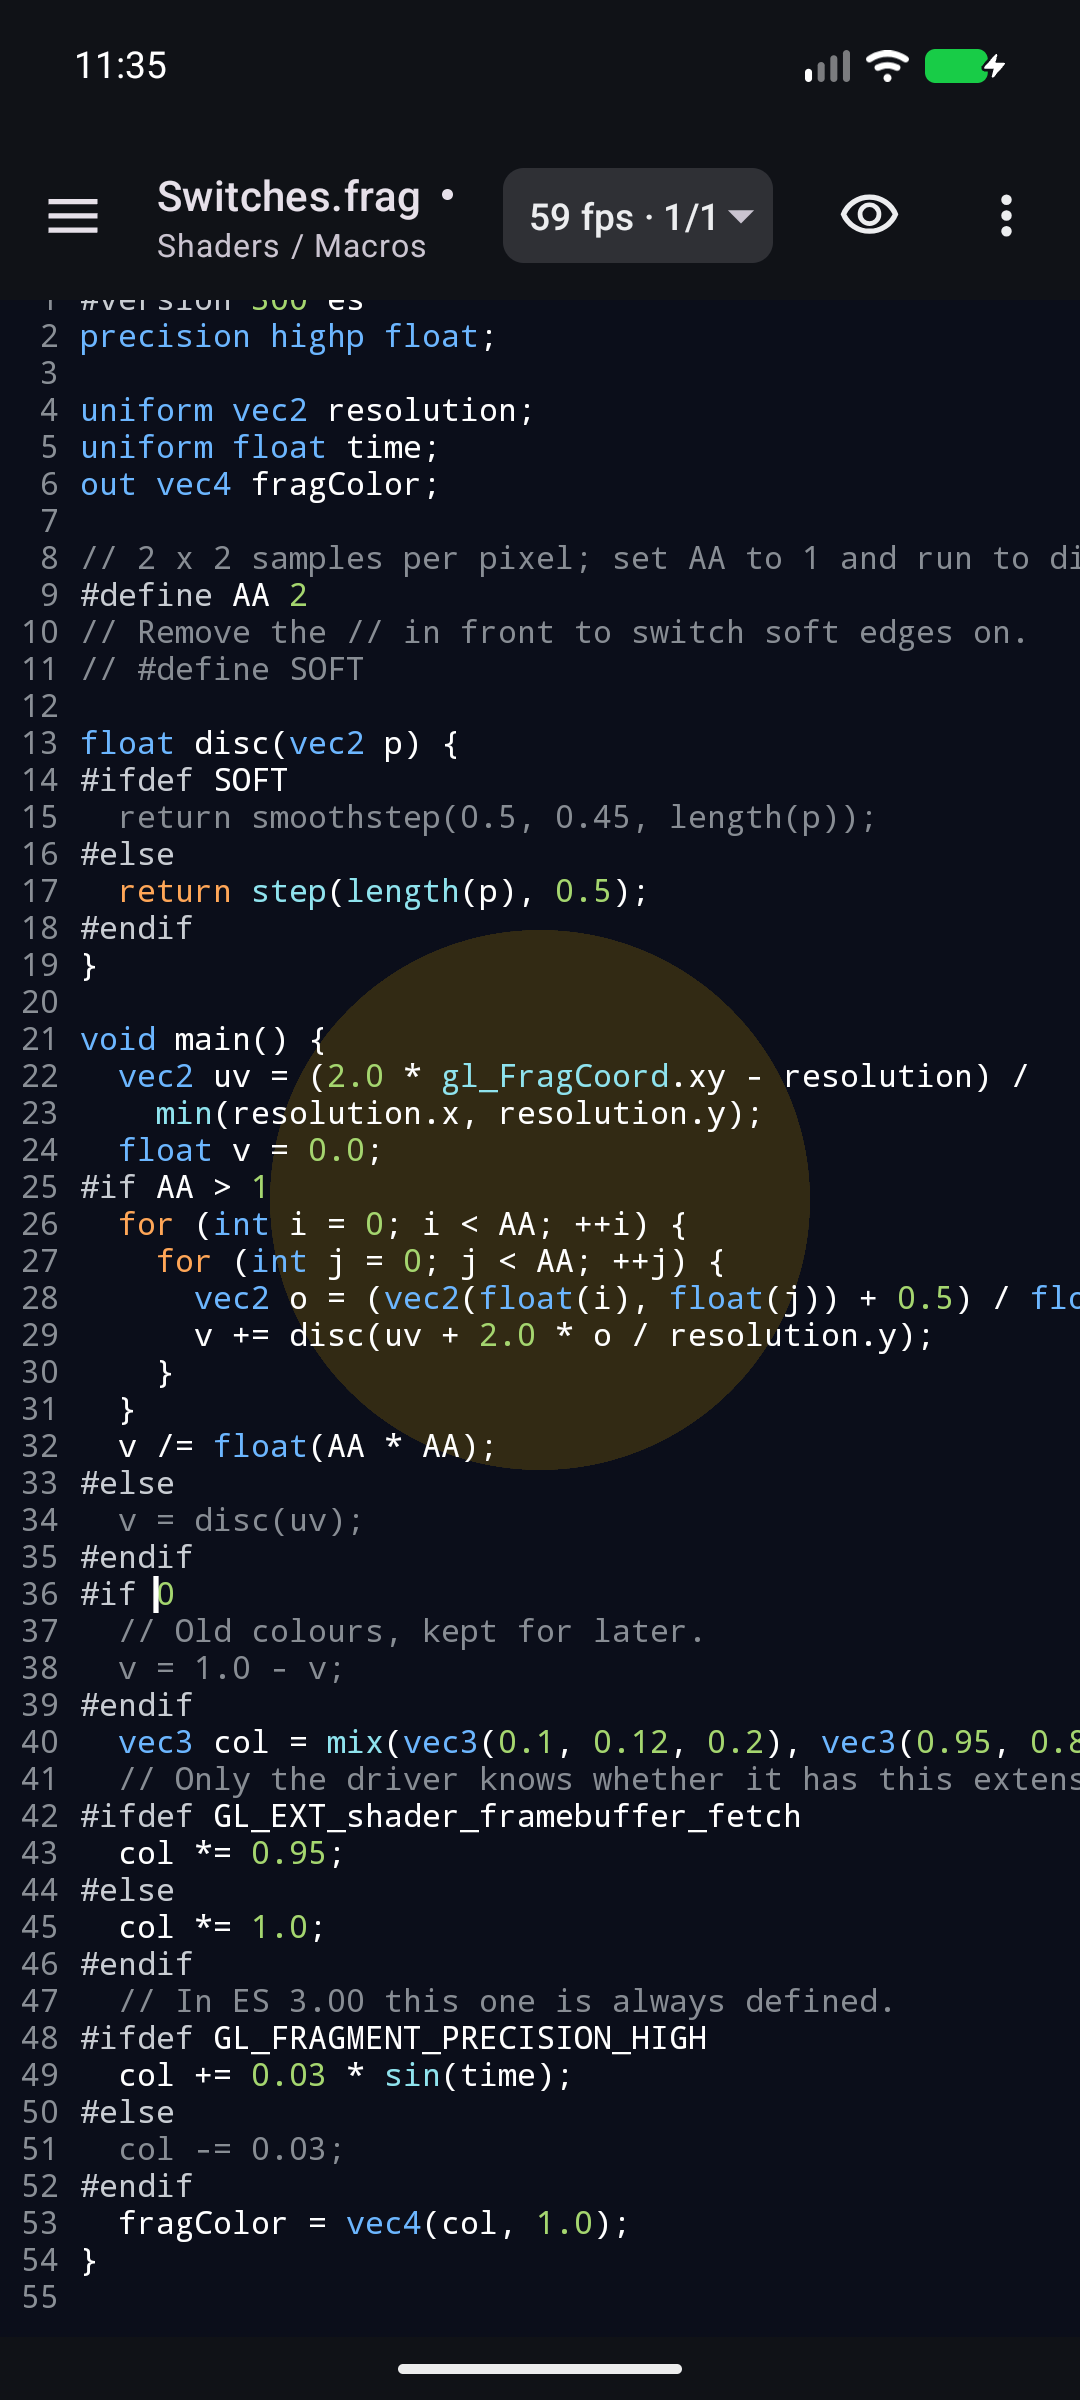 11:35
Switches.frag •
Shaders / Macros
59 fps · 1/1
1 #version 300 es
2 precision highp float;
3
4 uniform vec2 resolution;
5 uniform float time;
6 out vec4 fragColor;
7
8 // 2 x 2 samples per pixel; set AA to 1 and run to di
9 #define AA 2
10 // Remove the // in front to switch soft edges on.
11 // #define SOFT
12
13 float disc(vec2 p) {
14 #ifdef SOFT
15   return smoothstep(0.5, 0.45, length(p));
16 #else
17   return step(length(p), 0.5);
18 #endif
19 }
20
21 void main() {
22   vec2 uv = (2.0 * gl_FragCoord.xy - resolution) /
23     min(resolution.x, resolution.y);
24   float v = 0.0;
25 #if AA > 1
26   for (int i = 0; i < AA; ++i) {
27     for (int j = 0; j < AA; ++j) {
28       vec2 o = (vec2(float(i), float(j)) + 0.5) / flo
29       v += disc(uv + 2.0 * o / resolution.y);
30     }
31   }
32   v /= float(AA * AA);
33 #else
34   v = disc(uv);
35 #endif
36 #if 0
37   // Old colours, kept for later.
38   v = 1.0 - v;
39 #endif
40   vec3 col = mix(vec3(0.1, 0.12, 0.2), vec3(0.95, 0.8
41   // Only the driver knows whether it has this extens
42 #ifdef GL_EXT_shader_framebuffer_fetch
43   col *= 0.95;
44 #else
45   col *= 1.0;
46 #endif
47   // In ES 3.00 this one is always defined.
48 #ifdef GL_FRAGMENT_PRECISION_HIGH
49   col += 0.03 * sin(time);
50 #else
51   col -= 0.03;
52 #endif
53   fragColor = vec4(col, 1.0);
54 }
55